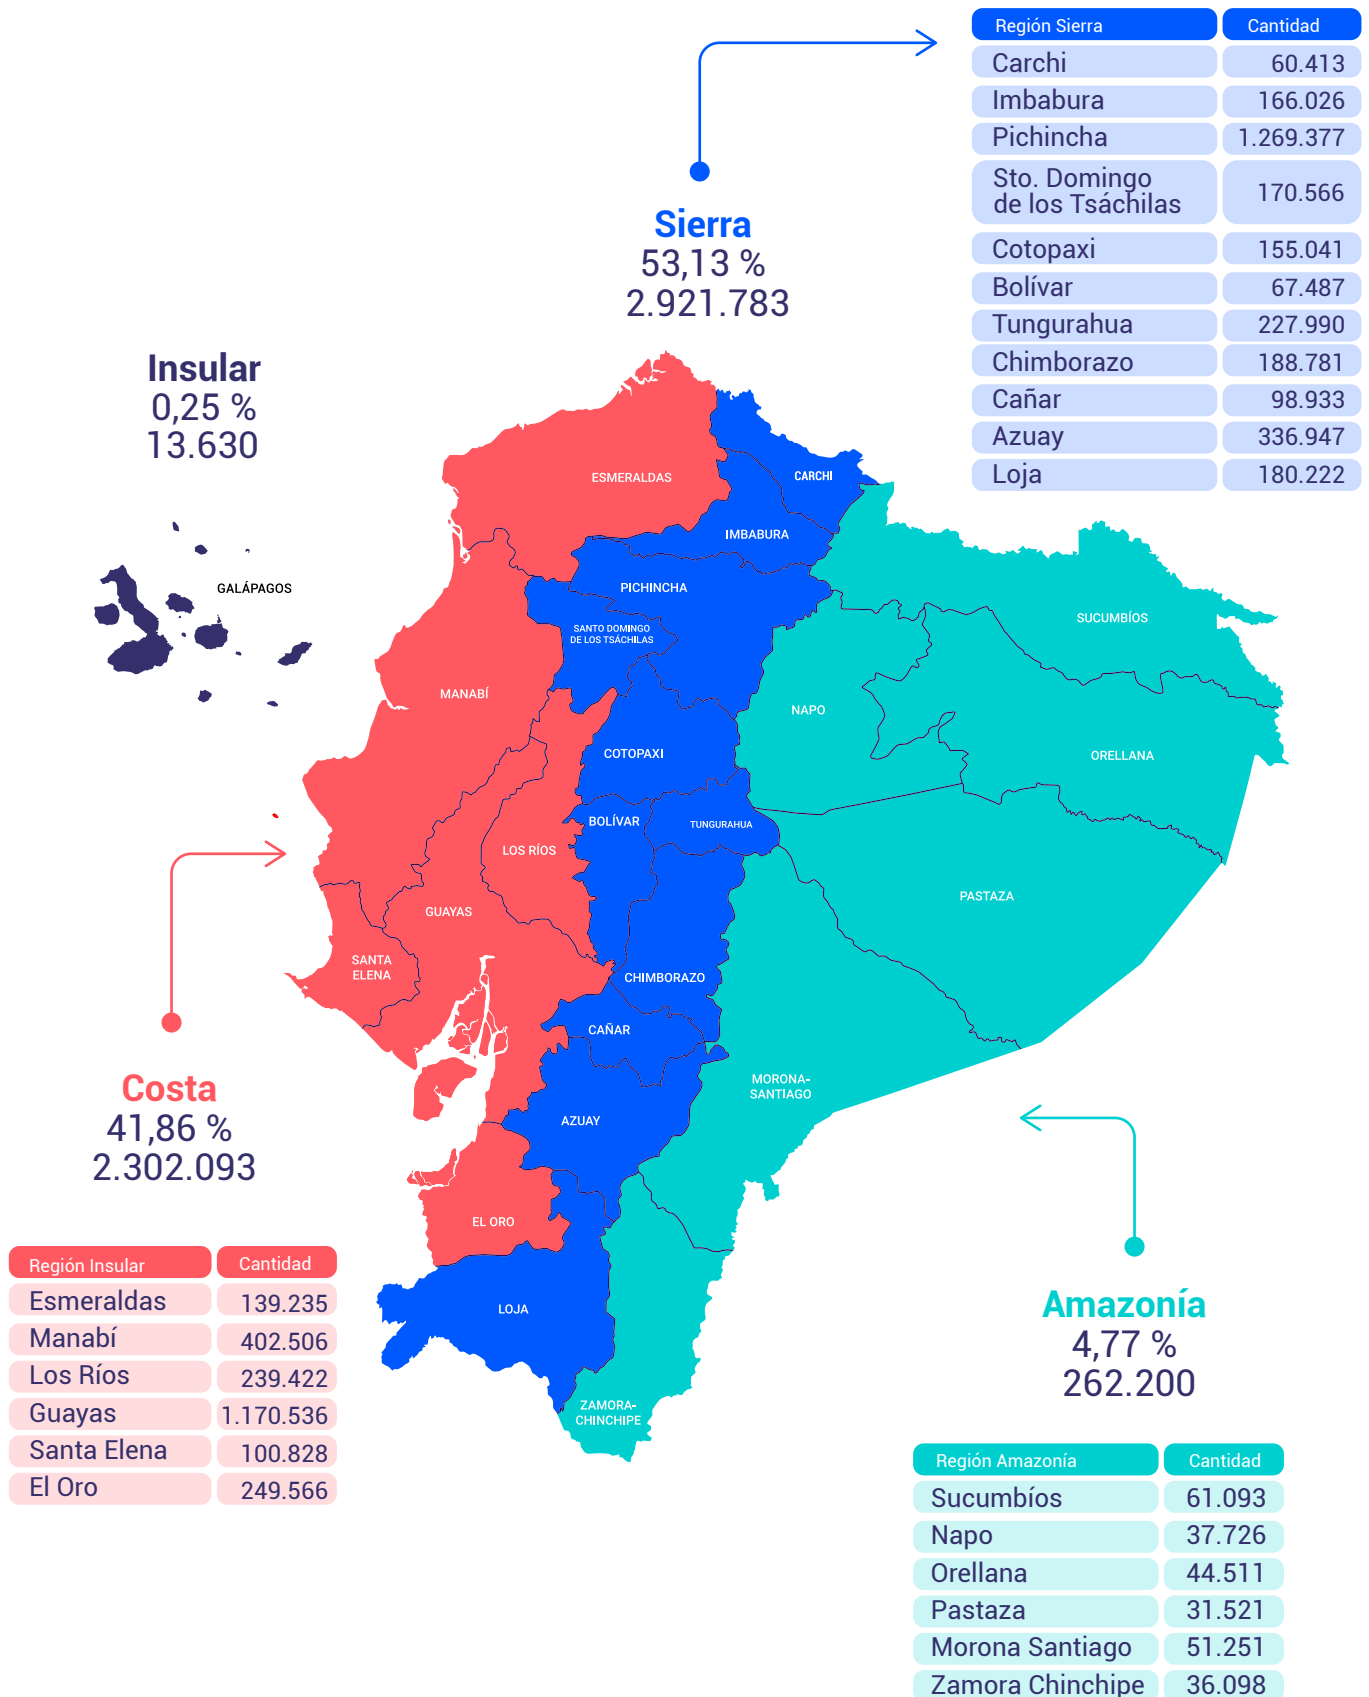 Región Sierra Cantidad
Carchi 60.413
Imbabura 166.026
Pichincha 1.269.377
Sto. Domingo
de los Tsáchilas 170.566
Cotopaxi 155.041
Bolívar 67.487
Tungurahua 227.990
Chimborazo 188.781
Cañar 98.933
Azuay 336.947
Loja 180.222
Sierra
53,13 %
2.921.783
Insular
0,25 %
13.630
GALÁPAGOS
ESMERALDAS
CARCHI
IMBABURA
PICHINCHA
SANTO DOMINGO
DE LOS TSÁCHILAS
SUCUMBÍOS
MANABÍ
NAPO
COTOPAXI
ORELLANA
BOLÍVAR
TUNGURAHUA
LOS RÍOS
PASTAZA
GUAYAS
SANTA
ELENA
CHIMBORAZO
CAÑAR
MORONA-
SANTIAGO
AZUAY
EL ORO
LOJA
ZAMORA-
CHINCHIPE
Costa
41,86 %
2.302.093
Región Insular Cantidad
Esmeraldas 139.235
Manabí 402.506
Los Ríos 239.422
Guayas 1.170.536
Santa Elena 100.828
El Oro 249.566
Amazonía
4,77 %
262.200
Región Amazonía Cantidad
Sucumbíos 61.093
Napo 37.726
Orellana 44.511
Pastaza 31.521
Morona Santiago 51.251
Zamora Chinchipe 36.098